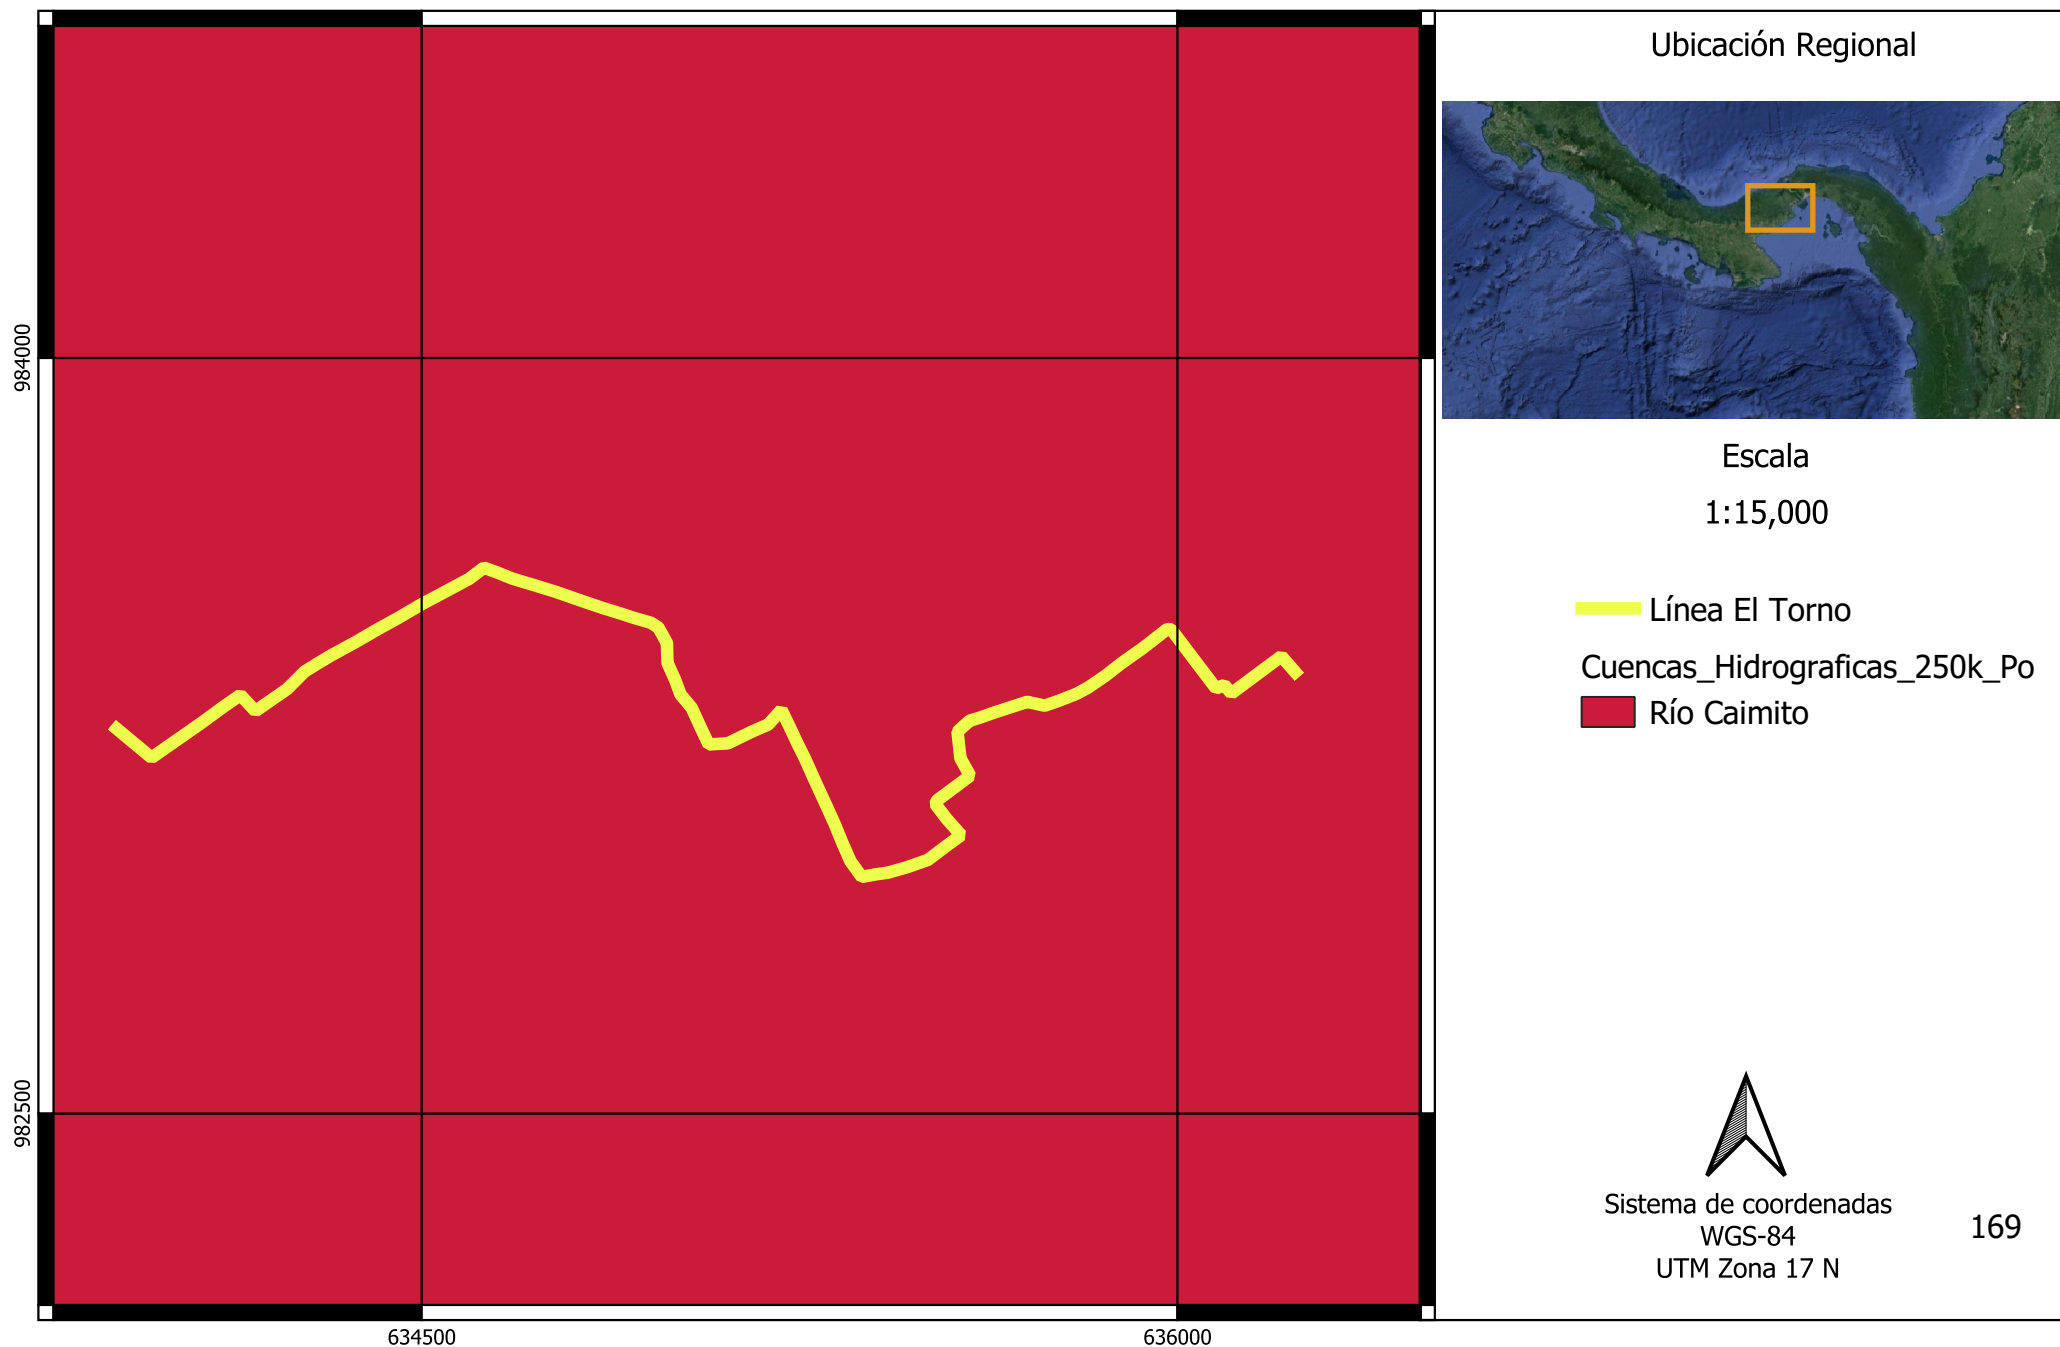 984000
982500
634500
636000
Ubicación Regional
Escala
1:15,000
Línea El Torno
Cuencas_Hidrograficas_250k_Po
Río Caimito
Sistema de coordenadas
WGS-84
UTM Zona 17 N
169